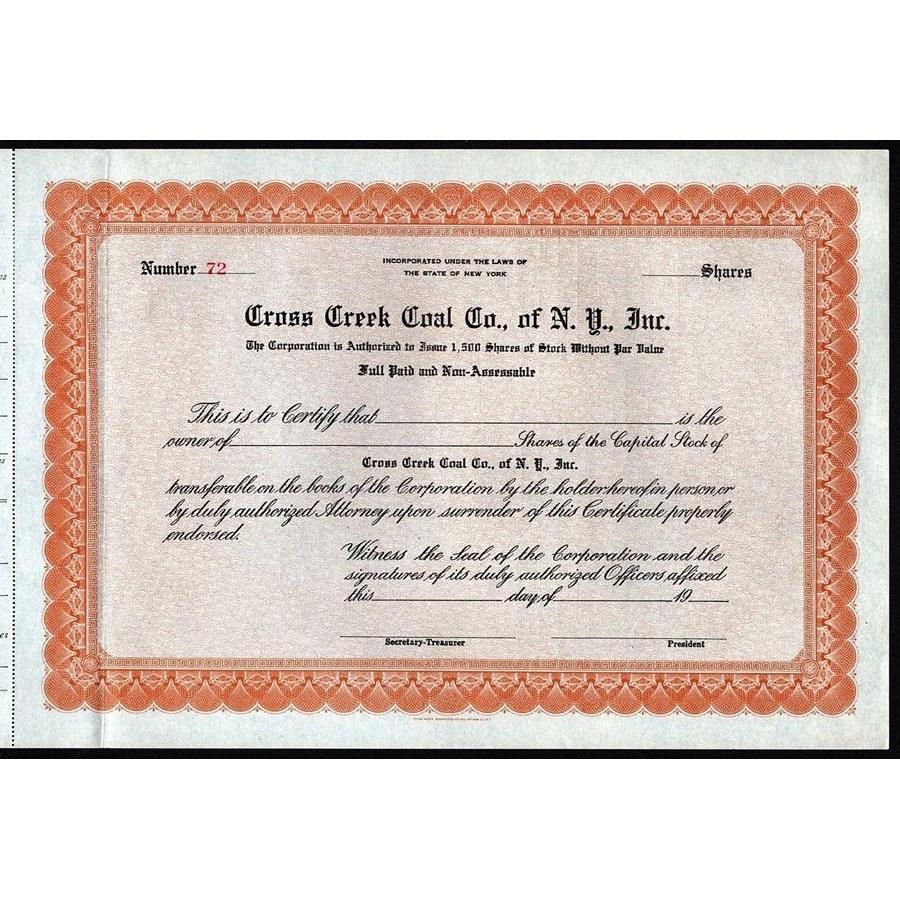 Number 72
INCORPORATED UNDER THE LAWS OF
THE STATE OF NEW YORK
Shares
Cross Creek Coal Co., of N. Y., Inc.
The Corporation is Authorized to Issue 1,500 Shares of Stock Without Par Value
Full Paid and Non-Assessable
This is to Certify that is the
owner of Shares of the Capital Stock of
Cross Creek Coal Co., of N. Y., Inc.
transferable on the books of the Corporation by the holder hereof in person or
by duly authorized Attorney upon surrender of this Certificate properly
endorsed.
Witness the Seal of the Corporation and the
signatures of its duly authorized Officers affixed
this day of 19
Secretary-Treasurer
President